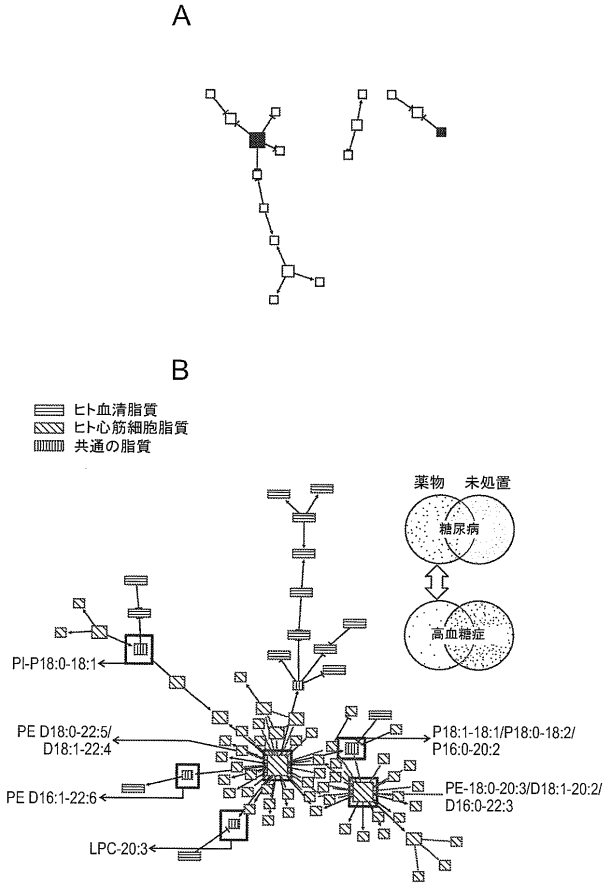 A
B
ヒト血清脂質
ヒト心筋細胞脂質
共通の脂質
薬物 未処置
糖尿病
高血糖症
PI-P18:0-18:1
PE D18:0-22:5/
D18:1-22:4
PE D16:1-22:6
LPC-20:3
P18:1-18:1/P18:0-18:2/
P16:0-20:2
PE-18:0-20:3/D18:1-20:2/
D16:0-22:3